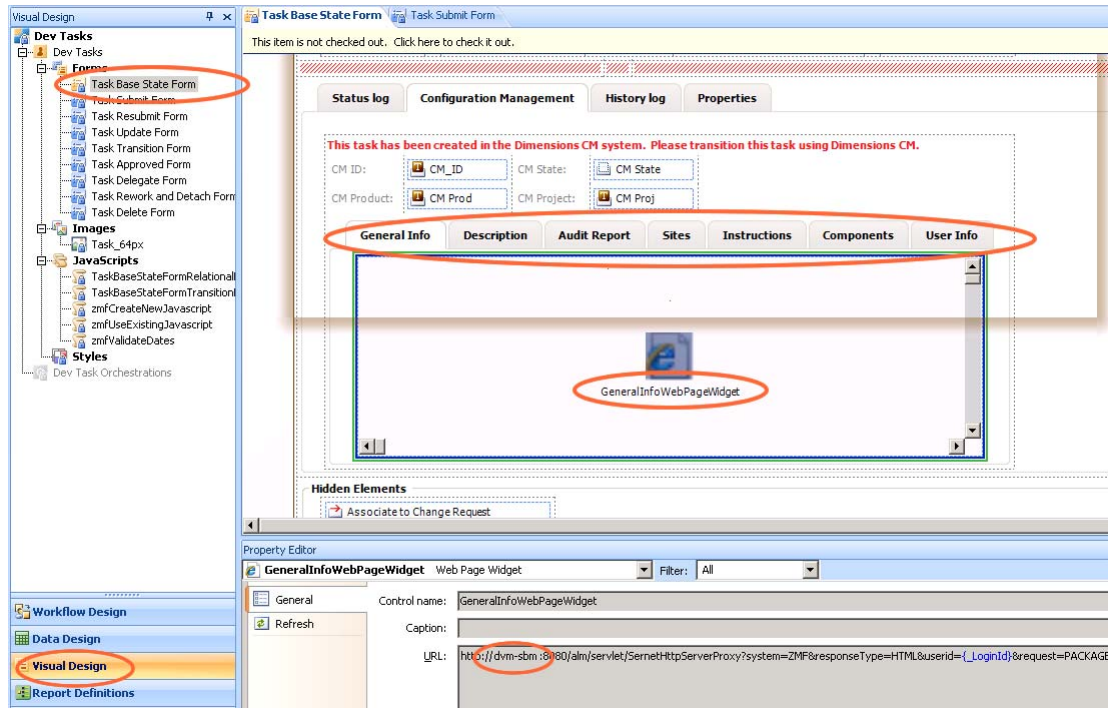 Visual Design
Dev Tasks
Dev Tasks
Forms
Task Base State Form
Task Submit Form
Task Resubmit Form
Task Update Form
Task Transition Form
Task Approved Form
Task Delegate Form
Task Rework and Detach Form
Task Delete Form
Images
Task_64px
JavaScripts
TaskBaseStateFormRelational
TaskBaseStateFormTransition
zmfCreateNewJavascript
zmfUseExistingJavascript
zmfValidateDates
Styles
Dev Task Orchestrations
Workflow Design
Data Design
Visual Design
Report Definitions
Task Base State Form Task Submit Form
This item is not checked out. Click here to check it out.
Status log Configuration Management History log Properties
This task has been created in the Dimensions CM system. Please transition this task using Dimensions CM.
CM ID: CM_ID CM State: CM State
CM Product: CM Prod CM Project: CM Proj
General Info Description Audit Report Sites Instructions Components User Info
GeneralInfoWebPageWidget
Hidden Elements
Associate to Change Request
Property Editor
GeneralInfoWebPageWidget Web Page Widget Filter: All
General
Refresh
Control name: GeneralInfoWebPageWidget
Caption:
URL: http://dvm-sbm:8080/alm/servlet/SernetHttpServerProxy?system=ZMF&responseType=HTML&userid={_LoginId}&request=PACKAGE